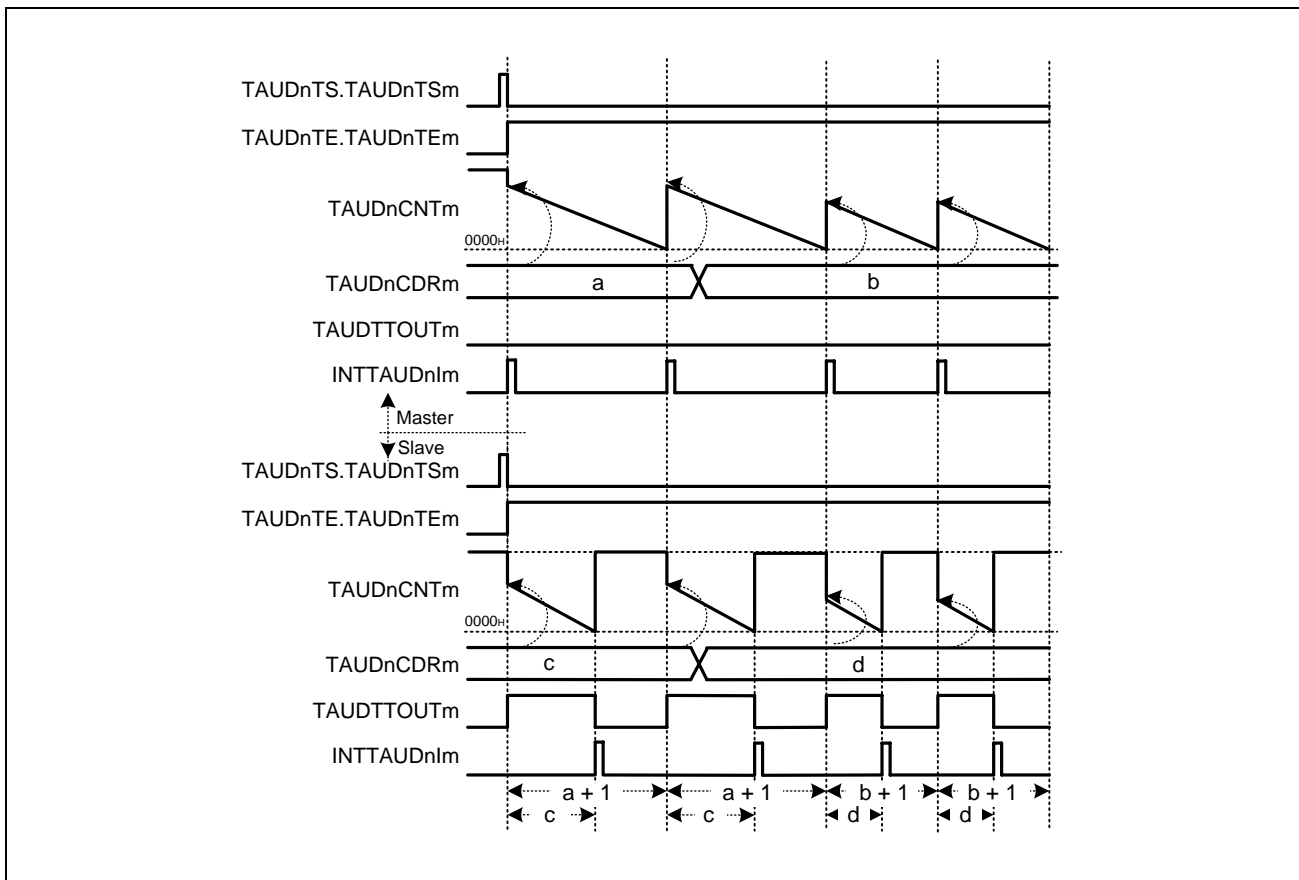 TAUDnTS.TAUDnTSm
TAUDnTE.TAUDnTEm
TAUDnCNTm
0000H
TAUDnCDRm
a
b
TAUDTTOUTm
INTTAUDnIm
Master
Slave
TAUDnTS.TAUDnTSm
TAUDnTE.TAUDnTEm
TAUDnCNTm
0000H
TAUDnCDRm
c
d
TAUDTTOUTm
INTTAUDnIm
a + 1 a + 1 b + 1 b + 1
c c d d